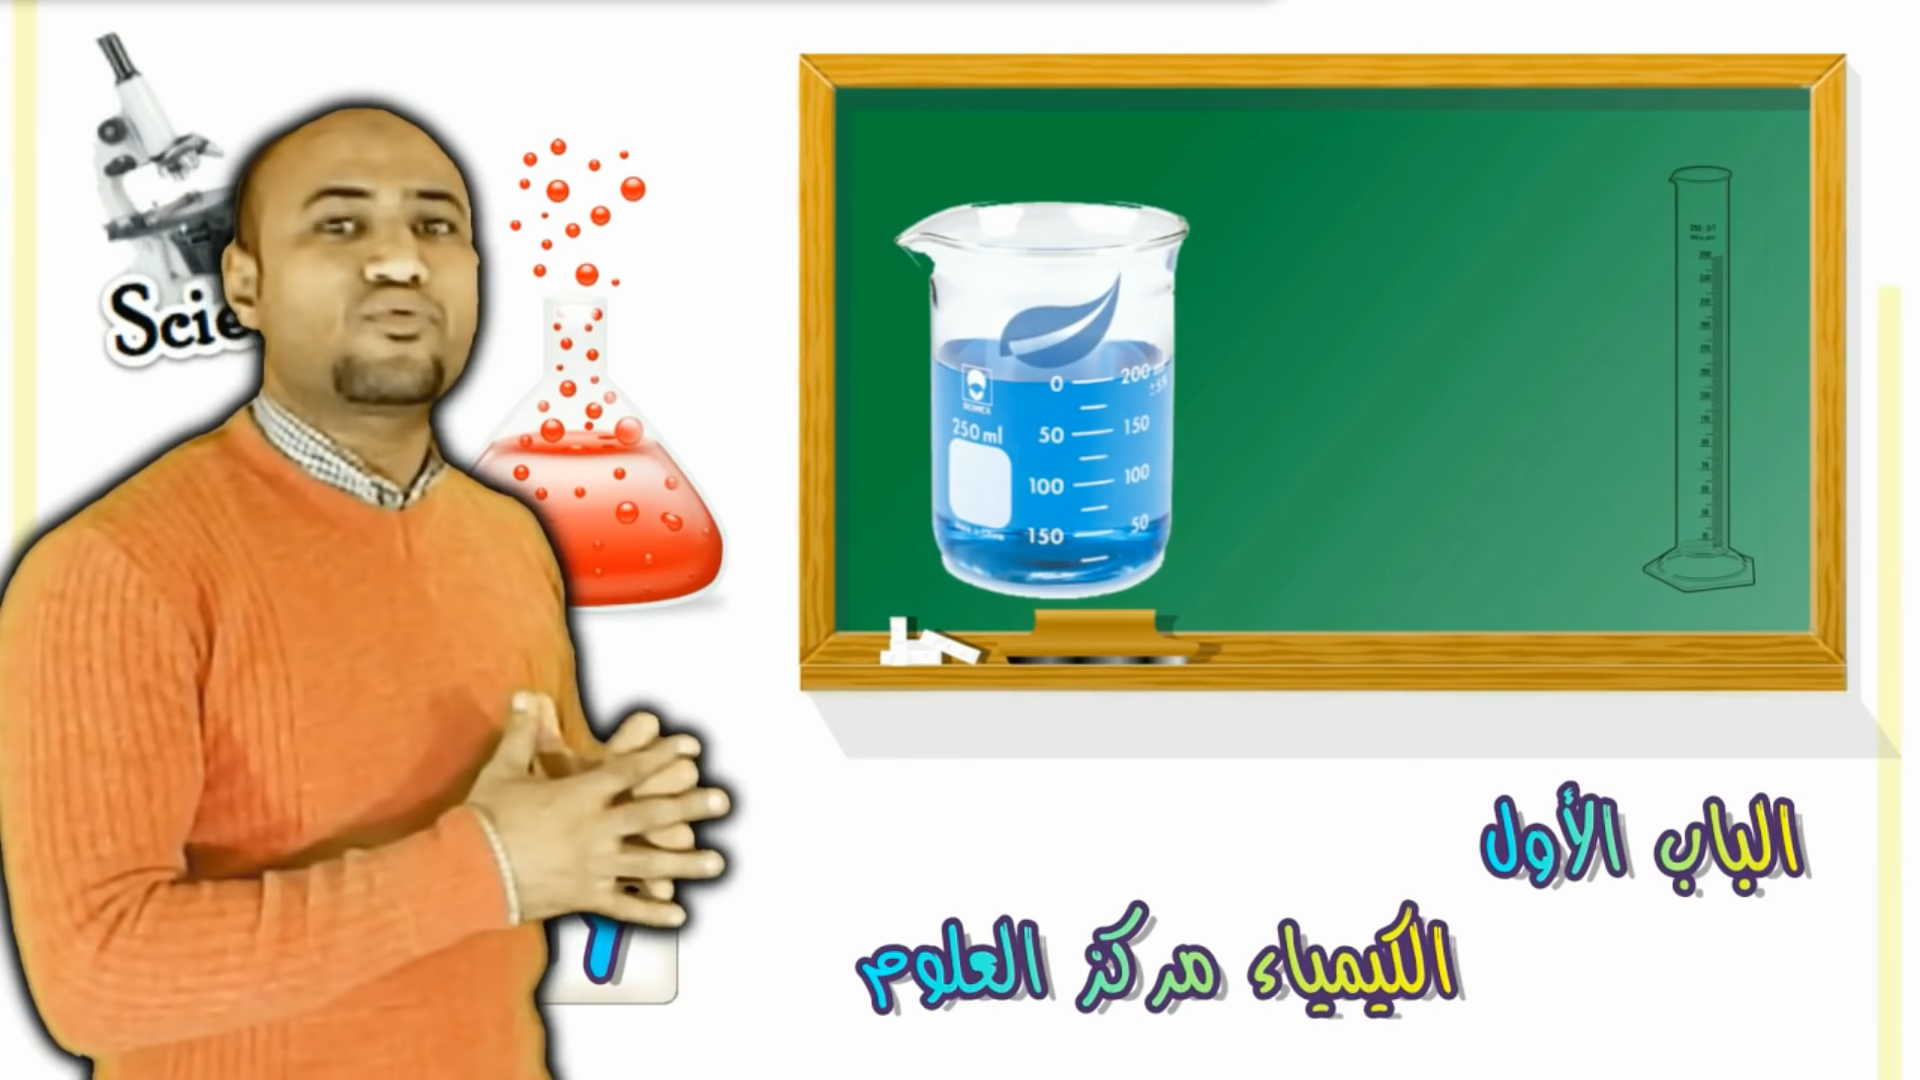 Scie
250 ml
0 200
50 150
100 100
150 50
الباب الأول
الكيمياء مركز العلوم